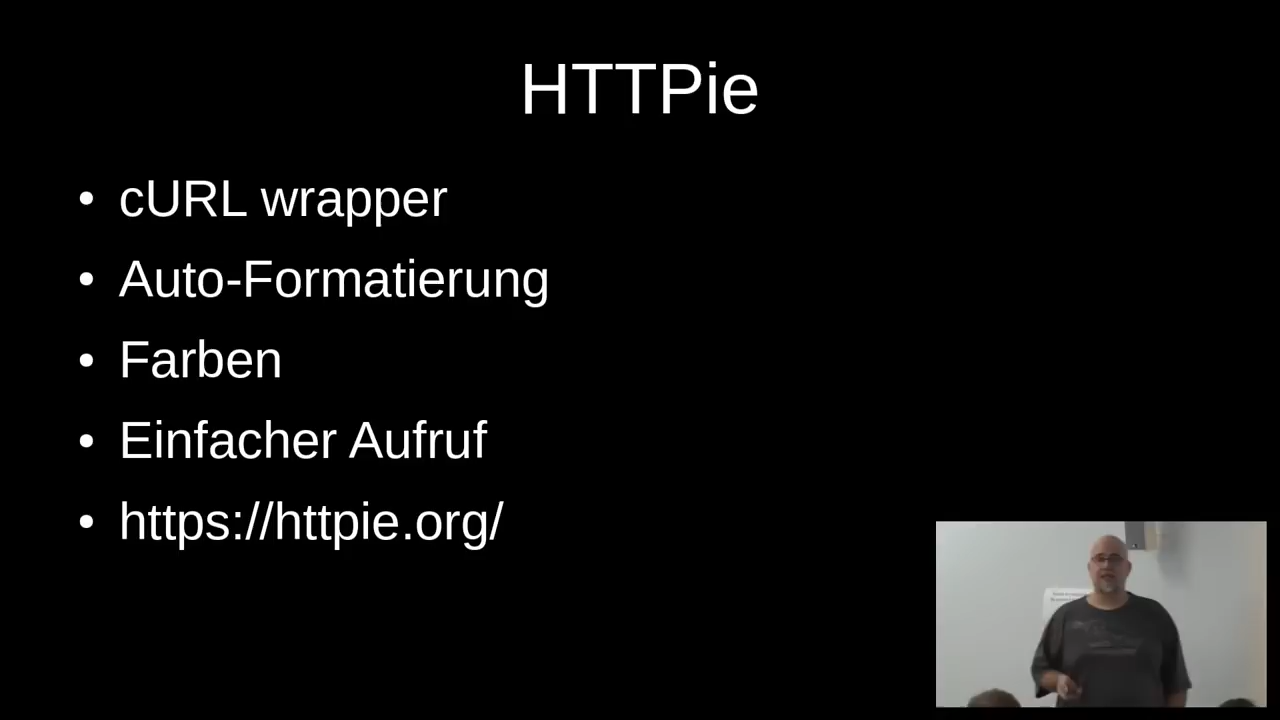 HTTPie
• cURL wrapper
• Auto-Formatierung
• Farben
• Einfacher Aufruf
• https://httpie.org/